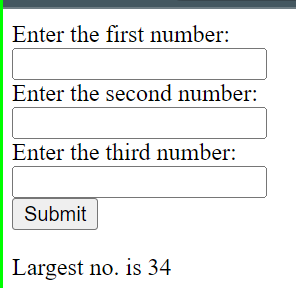 Enter the first number:
Enter the second number:
Enter the third number:
Submit
Largest no. is 34